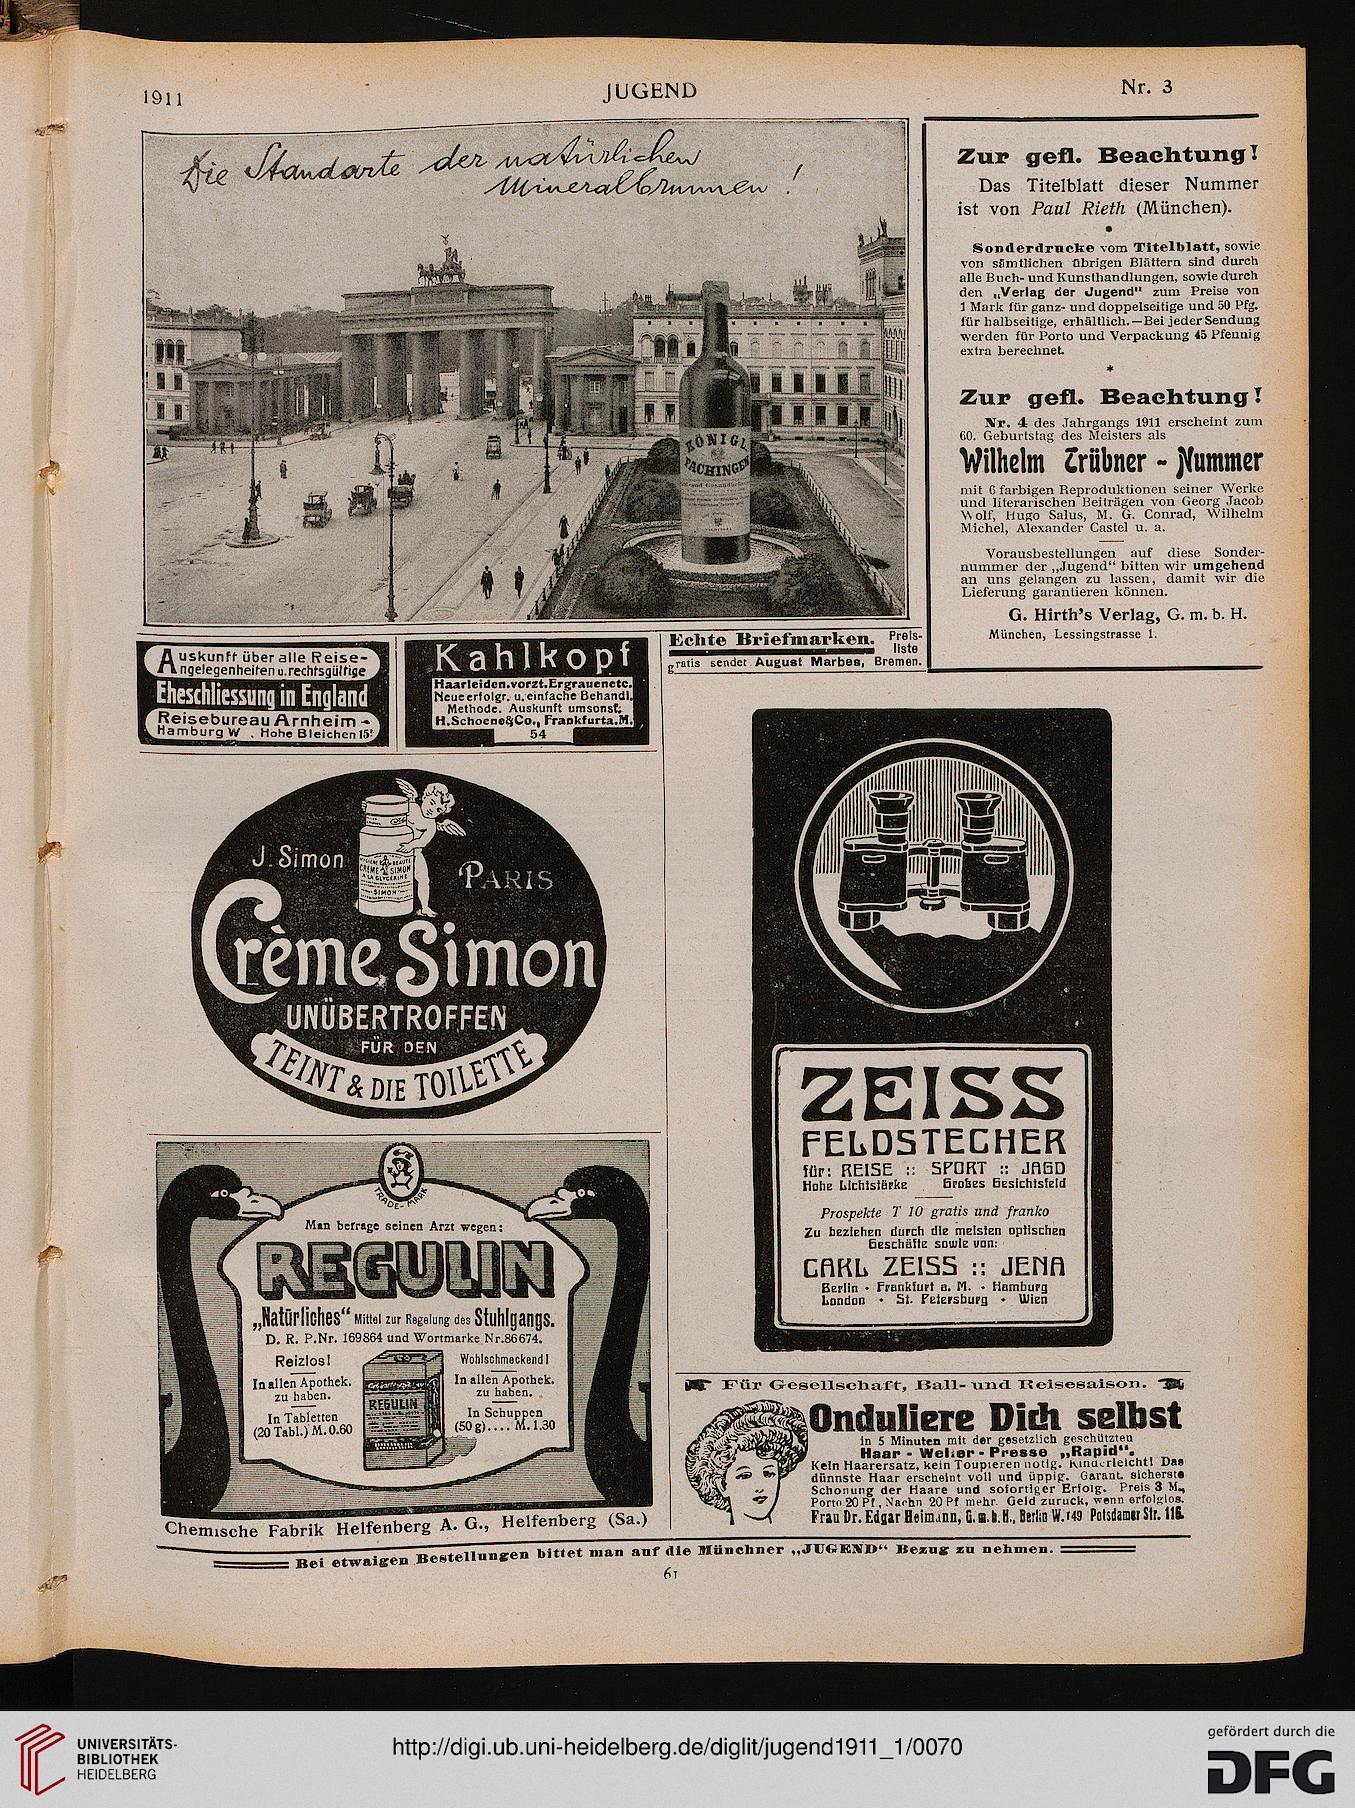 1911
JUGEND
Nr. 3
Die Standarte der natürlichen
Mineralbrunnen!
KÖNIGL
FACHINGEN
Zur gefl. Beachtung!
Das Titelblatt dieser Nummer
ist von Paul Rieth (München).
Sonderdrucke vom Titelblatt, sowie
von sämtlichen übrigen Blättern sind durch
alle Buch- und Kunsthandlungen, sowie durch
den „Verlag der Jugend" zum Preise von
1 Mark für ganz- und doppelseitige und 50 Pfg.
für halbseitige, erhältlich.—Bei jeder Sendung
werden für Porto und Verpackung 45 Pfennig
extra berechnet.
*
Zur gefl. Beachtung!
Nr. 4 des Jahrgangs 1911 erscheint zum
60. Geburtstag des Meisters als
Wilhelm Trübner - Nummer
mit 6 farbigen Reproduktionen seiner Werke
und literarischen Beiträgen von Georg Jacob
Wolf, Hugo Salus, M. G. Conrad, Wilhelm
Michel, Alexander Castel u. a.
Vorausbestellungen auf diese Sonder-
nummer der „Jugend" bitten wir umgehend
an uns gelangen zu lassen, damit wir die
Lieferung garantieren können.
G. Hirth's Verlag, G. m. b. H.
München, Lessingstrasse 1.
Auskunft über alle Reise-
angelegenheiten u. rechtsgültige
Eheschliessung in England
Reisebureau Arnheim
Hamburg W., Hohe Bleichen 15²
Kahlkopf
Haarleiden.vorzt.Ergrauen etc.
Neue erfolgr. u. einfache Behandl.
Methode. Auskunft umsonst.
H.Schoene&Co., Frankfurt a.M.
54
Echte Briefmarken. Preis-
liste
gratis sendet August Marbes, Bremen.
J. Simon
PARIS
CREME SIMON
A LA GLYCERINE
SIMON
Crème Simon
UNÜBERTROFFEN
FÜR DEN
TEINT & DIE TOILETTE
ZEISS
FELDSTECHER
für: REISE :: SPORT :: JAGD
Hohe Lichtstärke Großes Gesichtsfeld
Prospekte T 10 gratis und franko
Zu beziehen durch die meisten optischen
Geschäfte sowie von:
CARL ZEISS :: JENA
Berlin • Frankfurt a. M. • Hamburg
London • St. Petersburg • Wien
TRADE-MARK
Man befrage seinen Arzt wegen:
REGULIN
„Natürliches" Mittel zur Regelung des Stuhlgangs.
D. R. P.Nr. 169864 und Wortmarke Nr.86674.
Reizlos!
In allen Apothek.
zu haben.
In Tabletten
(20 Tabl.) M. 0.60
REGULIN
Wohlschmeckend!
In allen Apothek.
zu haben.
In Schuppen
(50 g).... M. 1.30
Chemische Fabrik Helfenberg A. G., Helfenberg (Sa.)
Für Gesellschaft, Ball- und Reisesaison.
Onduliere Dich selbst
in 5 Minuten mit der gesetzlich geschützten
Haar - Weller - Presse „Rapid".
Kein Haarersatz, kein Toupieren nötig. Kinderleicht! Das
dünnste Haar erscheint voll und üppig. Garant. sicherste
Schonung der Haare und sofortiger Erfolg. Preis 3 M.,
Porto 20 Pf., Nachn. 20 Pf mehr. Geld zurück, wenn erfolglos.
Frau Dr. Edgar Heimann, G.m.b.H., Berlin W. 149 Potsdamer Str. 116.
Bei etwaigen Bestellungen bittet man auf die Münchner „JUGEND" Bezug zu nehmen.
61
UNIVERSITÄTS-
BIBLIOTHEK
HEIDELBERG
http://digi.ub.uni-heidelberg.de/diglit/jugend1911_1/0070
gefördert durch die
DFG